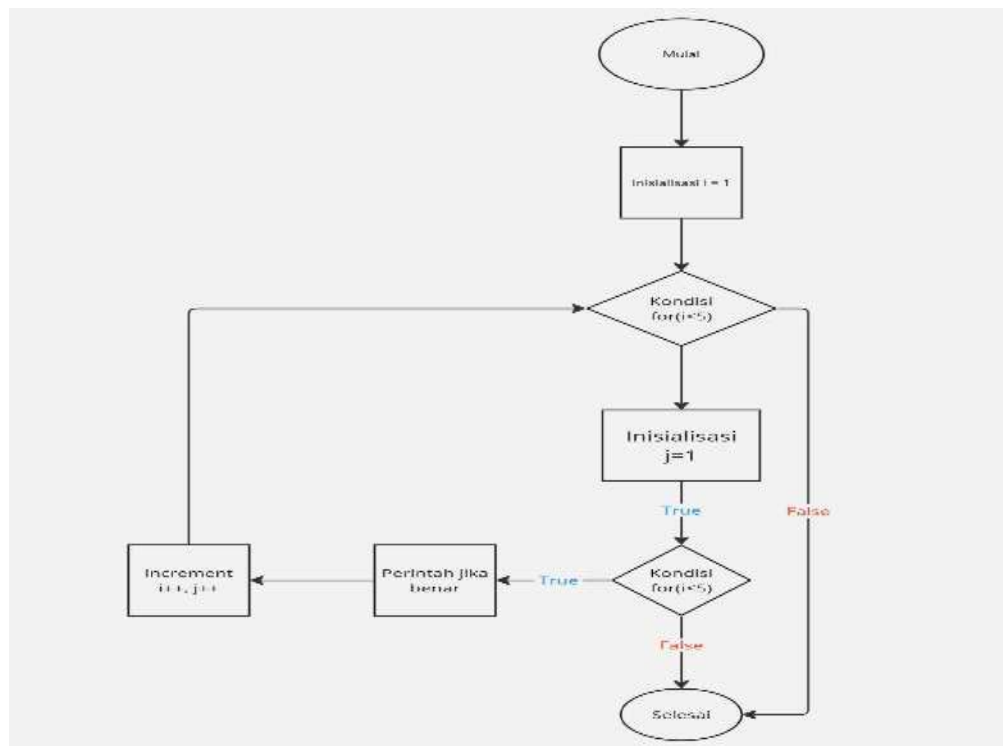 Mulai
Inisialisasi i = 1
Kondisi
for(i<5)
Inisialisasi
j=1
True
False
Increment
i++, j++
Perintah jika
benar
True
Kondisi
for(i<5)
False
Selesai